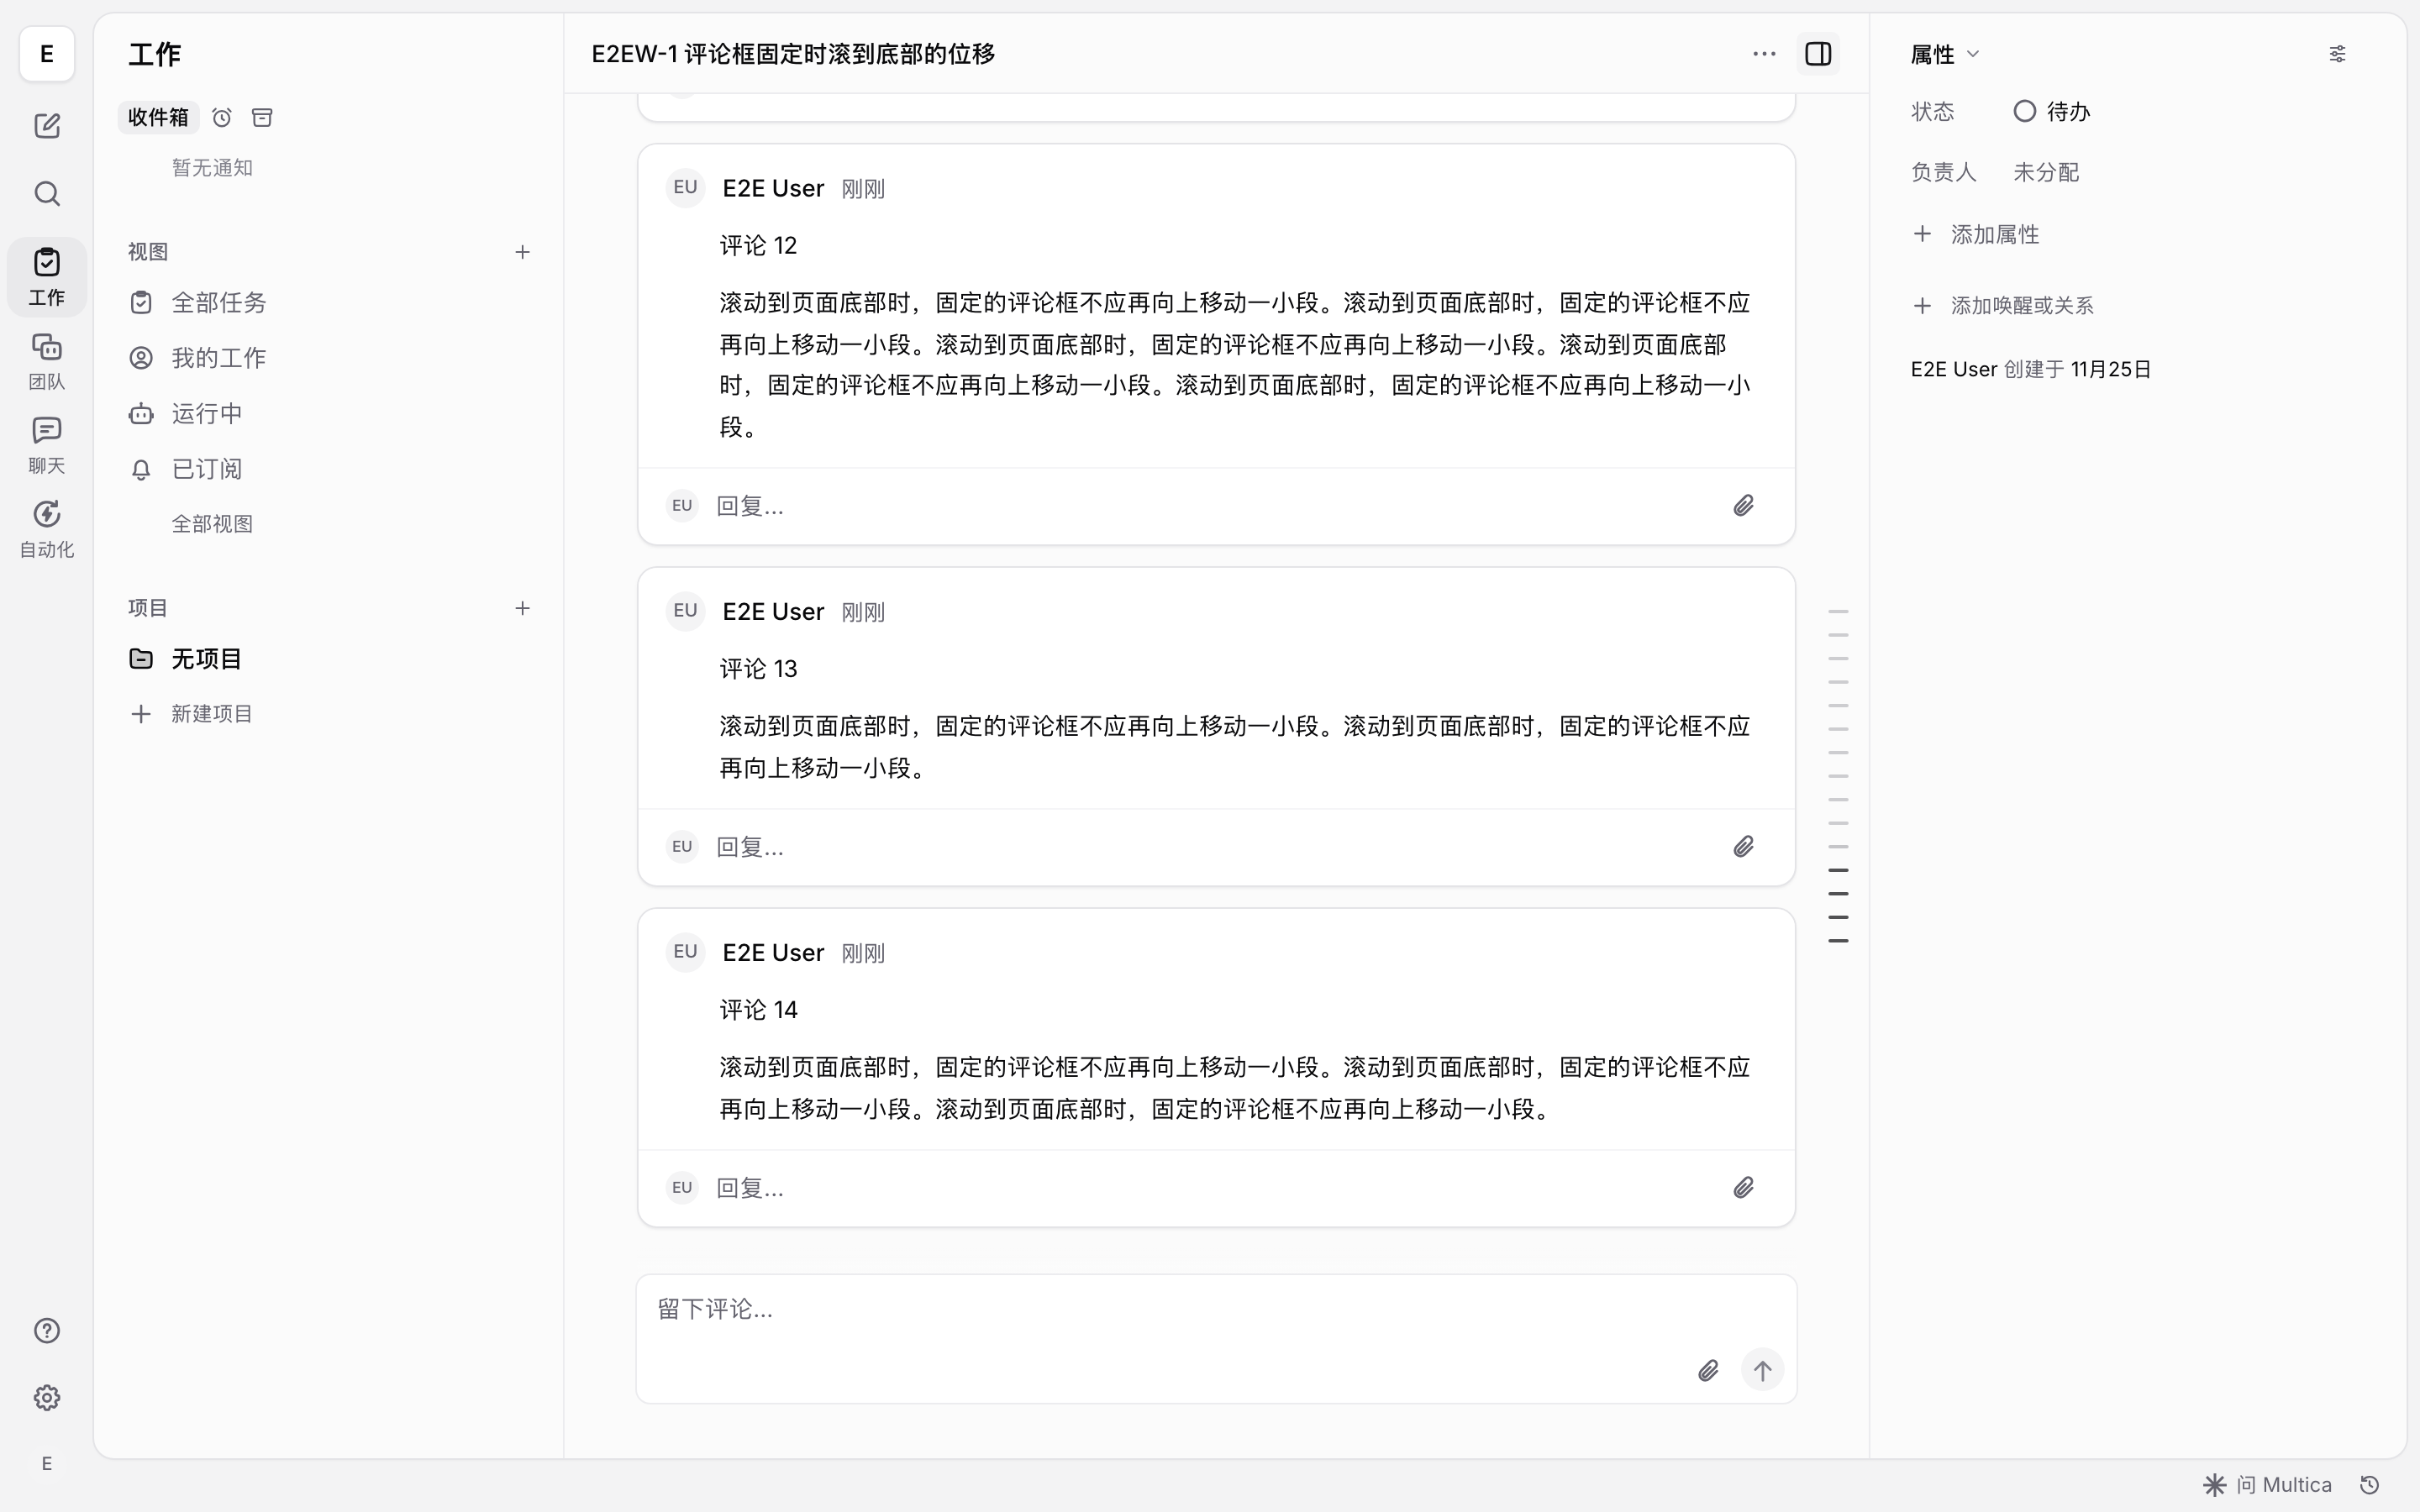 E
工作
团队
聊天
自动化
E
工作
收件箱
暂无通知
视图
全部任务
我的工作
运行中
已订阅
全部视图
项目
无项目
新建项目
E2EW-1 评论框固定时滚到底部的位移
EU E2E User 刚刚
评论 12
滚动到页面底部时，固定的评论框不应再向上移动一小段。滚动到页面底部时，固定的评论框不应
再向上移动一小段。滚动到页面底部时，固定的评论框不应再向上移动一小段。滚动到页面底部
时，固定的评论框不应再向上移动一小段。滚动到页面底部时，固定的评论框不应再向上移动一小
段。
EU 回复...
EU E2E User 刚刚
评论 13
滚动到页面底部时，固定的评论框不应再向上移动一小段。滚动到页面底部时，固定的评论框不应
再向上移动一小段。
EU 回复...
EU E2E User 刚刚
评论 14
滚动到页面底部时，固定的评论框不应再向上移动一小段。滚动到页面底部时，固定的评论框不应
再向上移动一小段。滚动到页面底部时，固定的评论框不应再向上移动一小段。
EU 回复...
留下评论...
属性
状态 待办
负责人 未分配
添加属性
添加唤醒或关系
E2E User 创建于 11月25日
问 Multica